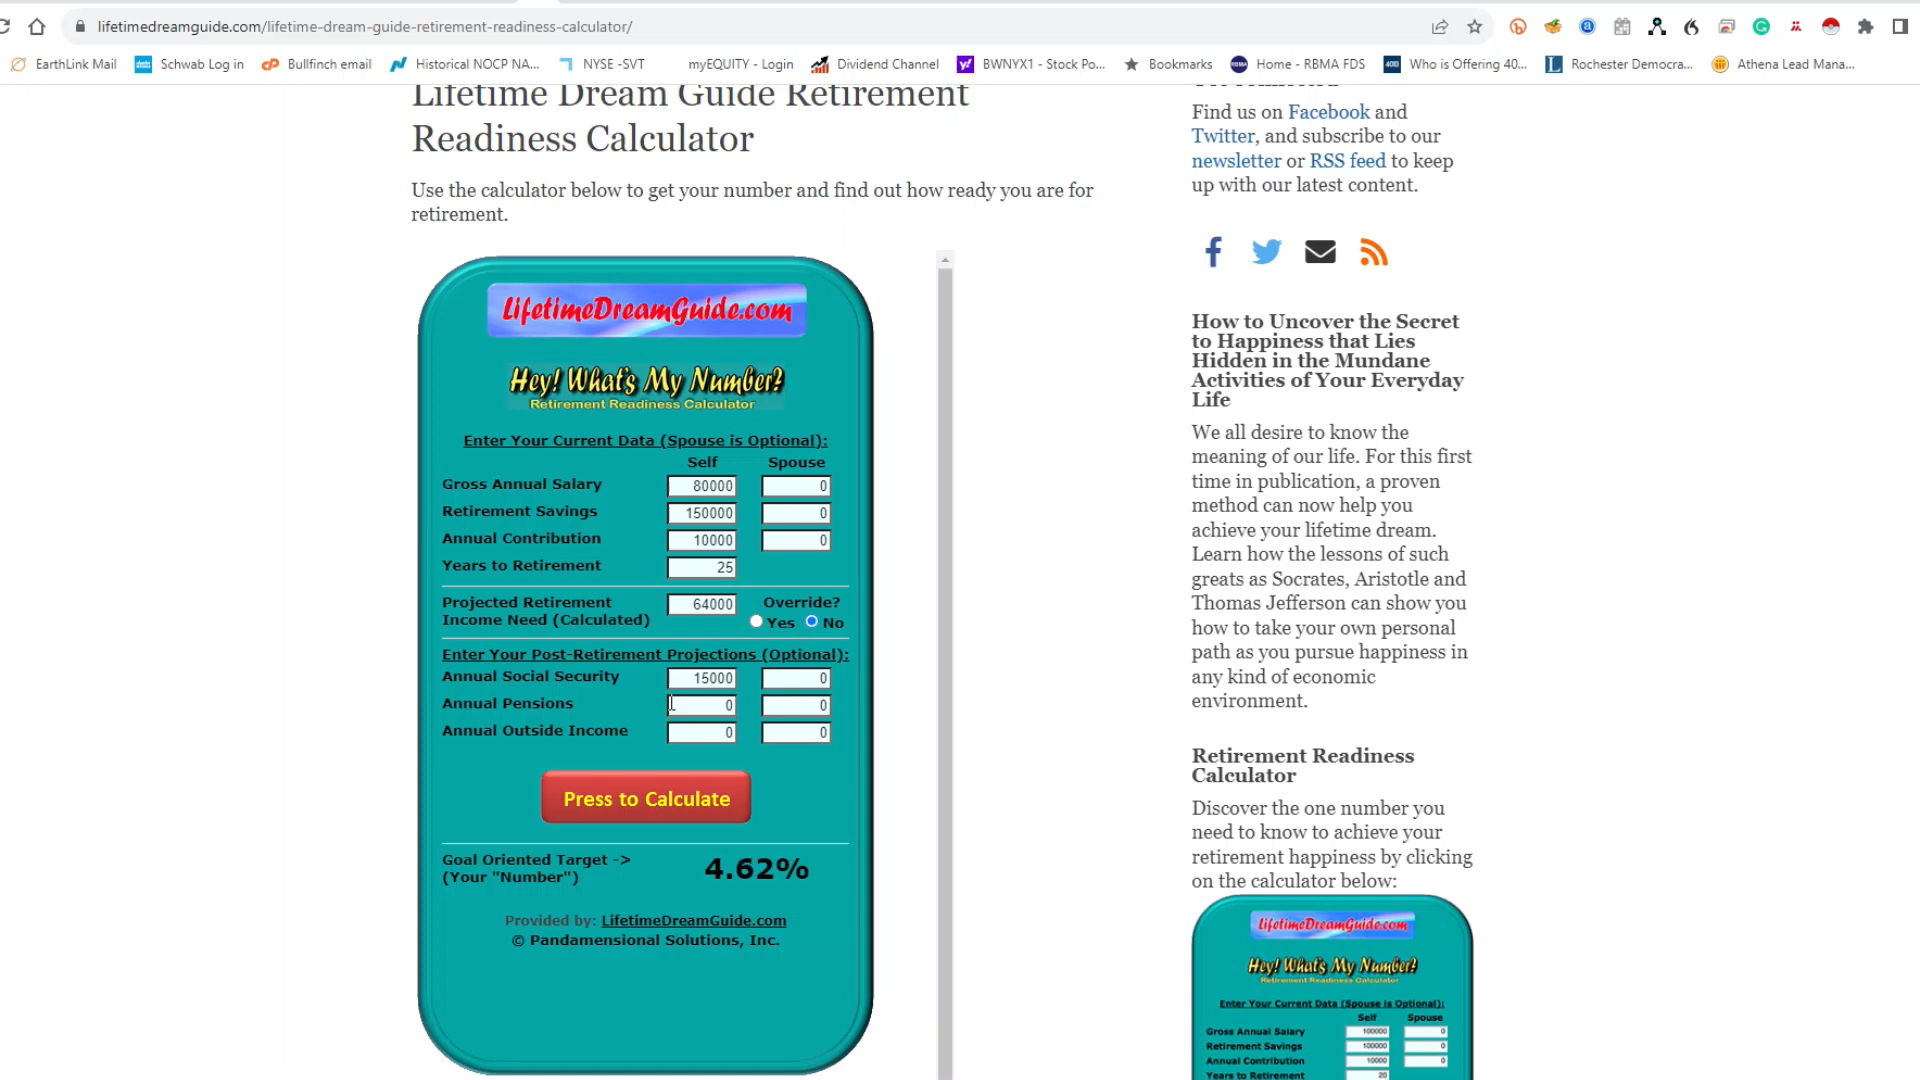 lifetimedreamguide.com/lifetime-dream-guide-retirement-readiness-calculator/
EarthLink Mail
Schwab Log in
Bullfinch email
Historical NOCP NA...
NYSE -SVT
myEQUITY - Login
Dividend Channel
BWNYX1 - Stock Po...
Bookmarks
Home - RBMA FDS
Who is Offering 40...
Rochester Democra...
Athena Lead Mana...
Lifetime Dream Guide Retirement
Readiness Calculator
Use the calculator below to get your number and find out how ready you are for
retirement.
LifetimeDreamGuide.com
Hey! What's My Number?
Retirement Readiness Calculator
Enter Your Current Data (Spouse is Optional):
Self Spouse
Gross Annual Salary 80000 0
Retirement Savings 150000 0
Annual Contribution 10000 0
Years to Retirement 25
Projected Retirement 64000 Override?
Income Need (Calculated) Yes No
Enter Your Post-Retirement Projections (Optional):
Annual Social Security 15000 0
Annual Pensions 0 0
Annual Outside Income 0 0
Press to Calculate
Goal Oriented Target -> 4.62%
(Your "Number")
Provided by: LifetimeDreamGuide.com
© Pandamensional Solutions, Inc.
Find us on Facebook and
Twitter, and subscribe to our
newsletter or RSS feed to keep
up with our latest content.
How to Uncover the Secret
to Happiness that Lies
Hidden in the Mundane
Activities of Your Everyday
Life
We all desire to know the
meaning of our life. For this first
time in publication, a proven
method can now help you
achieve your lifetime dream.
Learn how the lessons of such
greats as Socrates, Aristotle and
Thomas Jefferson can show you
how to take your own personal
path as you pursue happiness in
any kind of economic
environment.
Retirement Readiness
Calculator
Discover the one number you
need to know to achieve your
retirement happiness by clicking
on the calculator below:
LifetimeDreamGuide.com
Hey! What's My Number?
Retirement Readiness Calculator
Enter Your Current Data (Spouse is Optional):
Self Spouse
Gross Annual Salary 100000 0
Retirement Savings 100000 0
Annual Contribution 10000 0
Years to Retirement 20